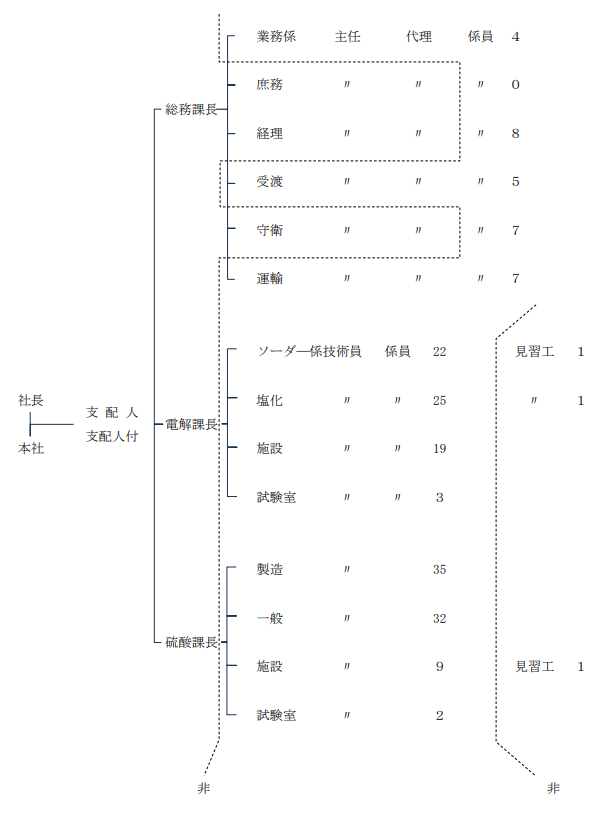 業務係 主任 代理 係員 4
庶務 〃 〃 〃 0
総務課長
経理 〃 〃 〃 8
受渡 〃 〃 〃 5
守衛 〃 〃 〃 7
運輸 〃 〃 〃 7
ソーダ―係技術員 係員 22 見習工 1
社長
塩化 〃 〃 25 〃 1
支配人
電解課長
支配人付
本社
施設 〃 〃 19
試験室 〃 〃 3
製造 〃 35
一般 〃 32
硫酸課長
施設 〃 9 見習工 1
試験室 〃 2
非 非